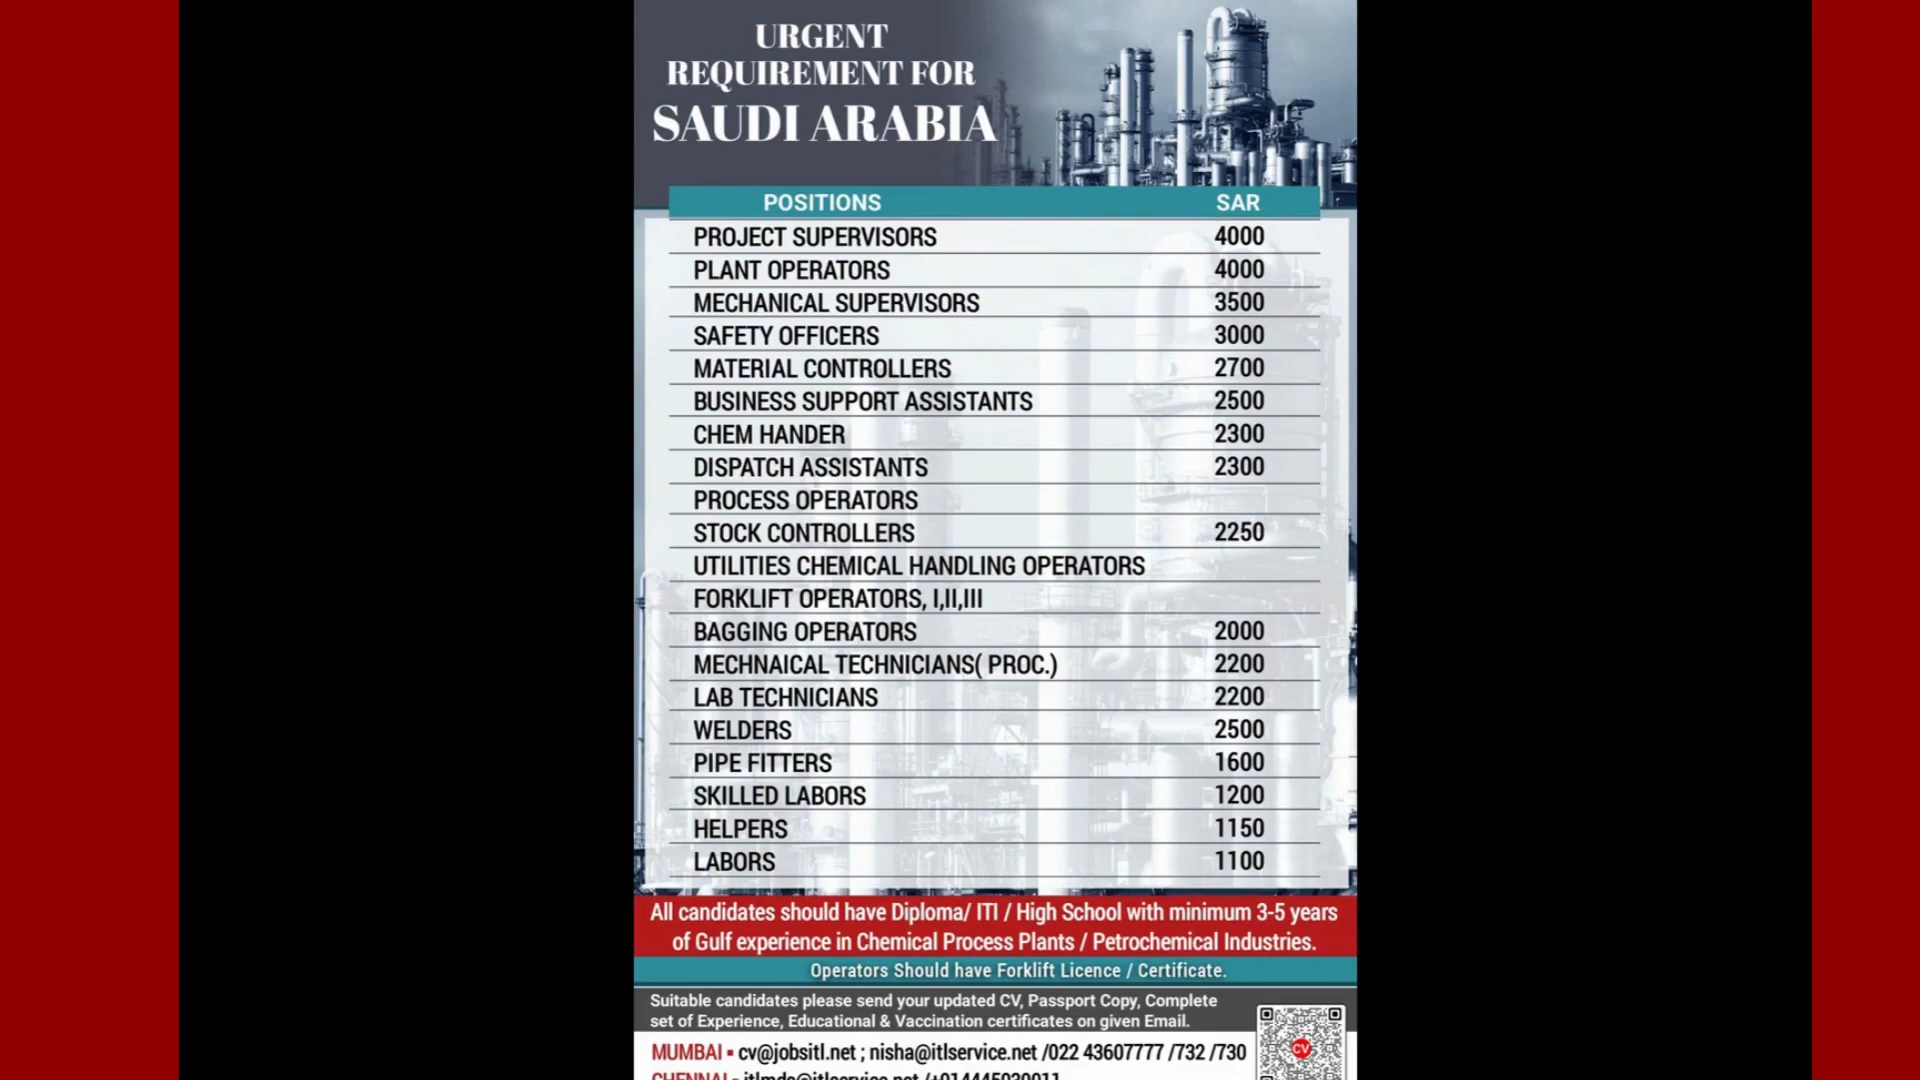 URGENT
REQUIREMENT FOR
SAUDI ARABIA
POSITIONS SAR
PROJECT SUPERVISORS 4000
PLANT OPERATORS 4000
MECHANICAL SUPERVISORS 3500
SAFETY OFFICERS 3000
MATERIAL CONTROLLERS 2700
BUSINESS SUPPORT ASSISTANTS 2500
CHEM HANDER 2300
DISPATCH ASSISTANTS 2300
PROCESS OPERATORS
STOCK CONTROLLERS 2250
UTILITIES CHEMICAL HANDLING OPERATORS
FORKLIFT OPERATORS, I,II,III
BAGGING OPERATORS 2000
MECHNAICAL TECHNICIANS( PROC.) 2200
LAB TECHNICIANS 2200
WELDERS 2500
PIPE FITTERS 1600
SKILLED LABORS 1200
HELPERS 1150
LABORS 1100
All candidates should have Diploma/ ITI / High School with minimum 3-5 years
of Gulf experience in Chemical Process Plants / Petrochemical Industries.
Operators Should have Forklift Licence / Certificate.
Suitable candidates please send your updated CV, Passport Copy, Complete
set of Experience, Educational & Vaccination certificates on given Email.
CV
MUMBAI ▪ cv@jobsitl.net ; nisha@itlservice.net /022 43607777 /732 /730
CHENNAI ▪